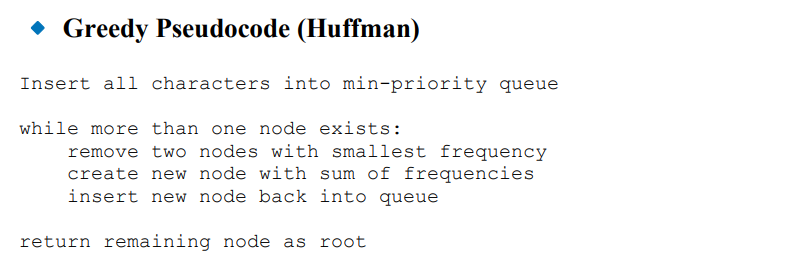 Greedy Pseudocode (Huffman)
Insert all characters into min-priority queue
while more than one node exists:
    remove two nodes with smallest frequency
    create new node with sum of frequencies
    insert new node back into queue
return remaining node as root